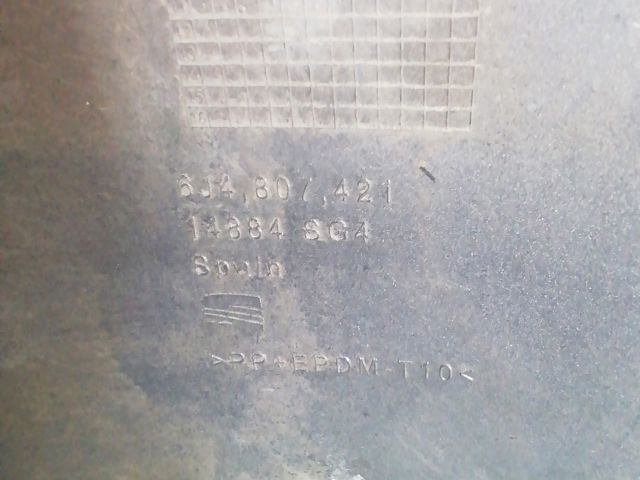 6J4,807,421
14884 SG4
Spain
>PP+EPDM-T10<